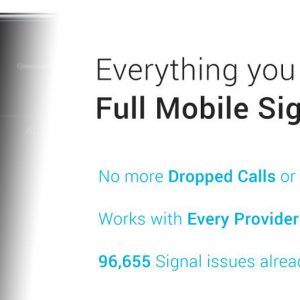 Everything you
Full Mobile Sig
No more Dropped Calls or
Works with Every Provider
96,655 Signal issues alread